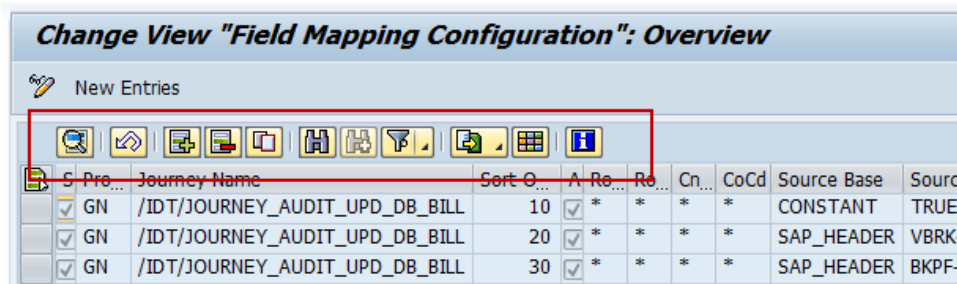 Change View "Field Mapping Configuration": Overview
New Entries
S Pro... Journey Name Sort O... A Ro... Ro... Cn... CoCd Source Base Sourc
GN /IDT/JOURNEY_AUDIT_UPD_DB_BILL 10 * * * * CONSTANT TRUE
GN /IDT/JOURNEY_AUDIT_UPD_DB_BILL 20 * * * * SAP_HEADER VBRK-
GN /IDT/JOURNEY_AUDIT_UPD_DB_BILL 30 * * * * SAP_HEADER BKPF-